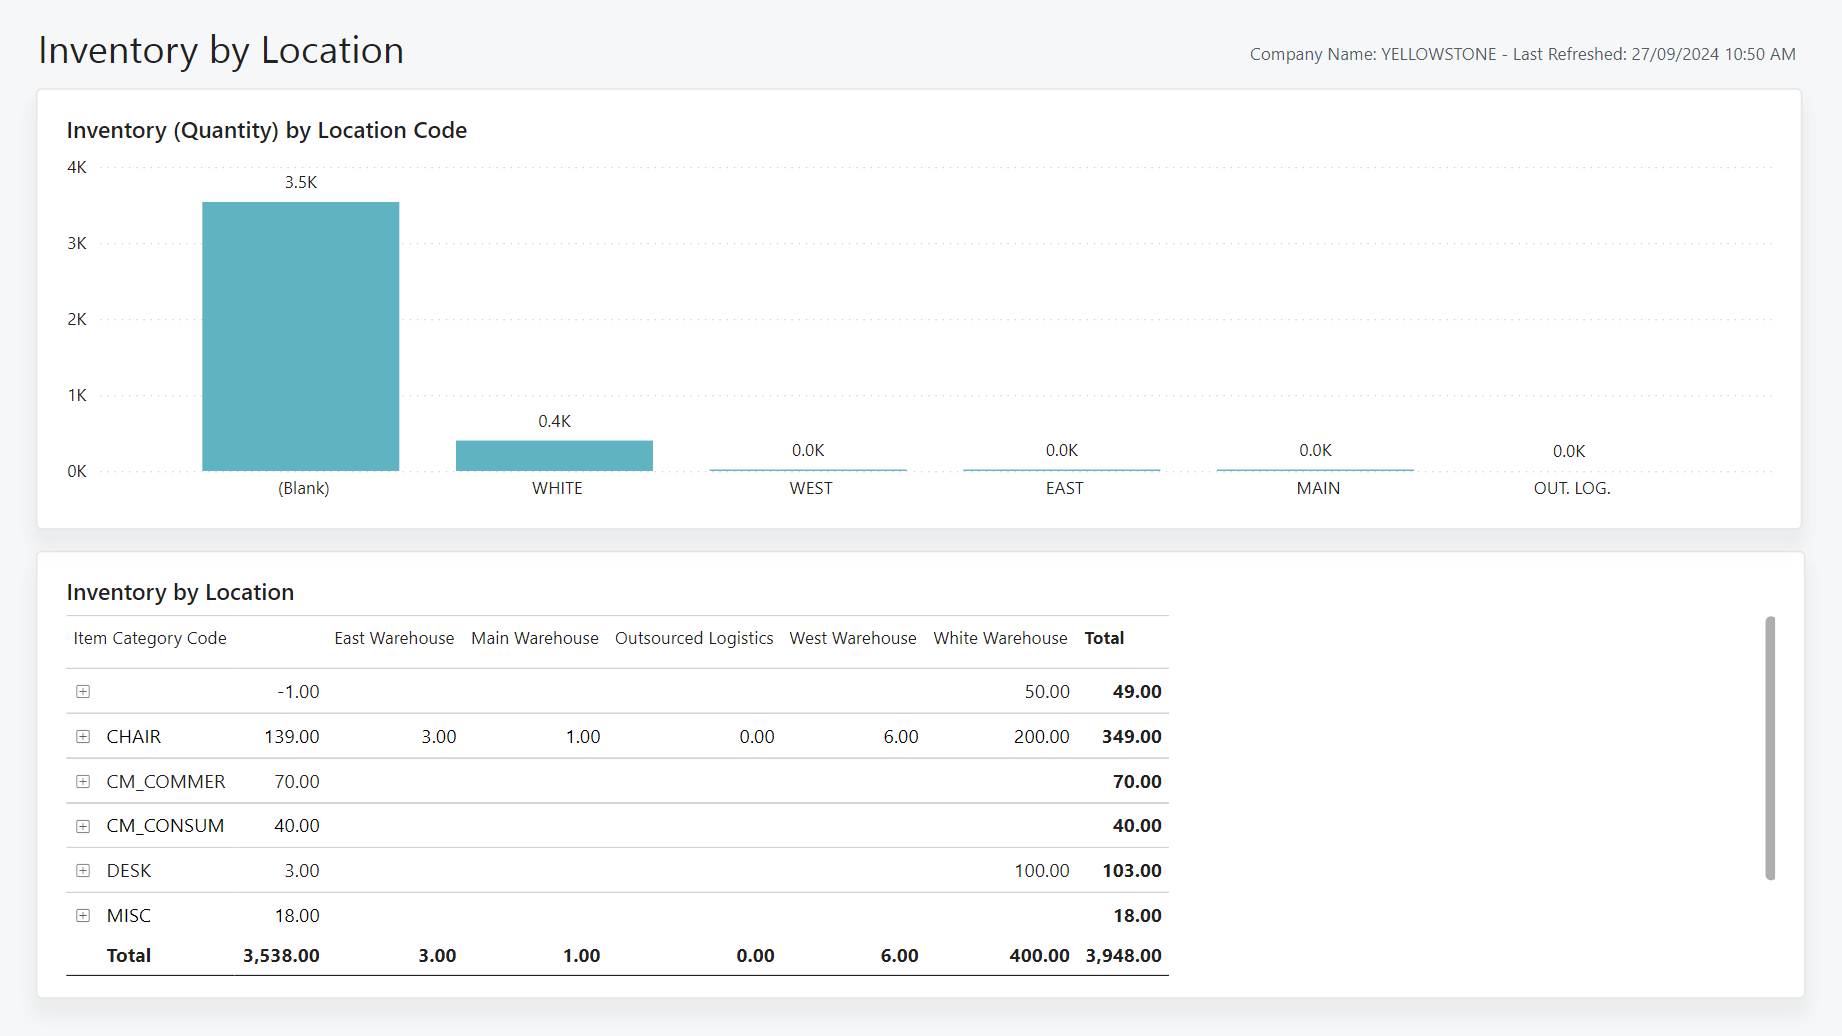 Inventory by Location
Company Name: YELLOWSTONE - Last Refreshed: 27/09/2024 10:50 AM
Inventory (Quantity) by Location Code
4K
3.5K
3K
2K
1K
0.4K
0.0K 0.0K 0.0K 0.0K
0K
(Blank) WHITE WEST EAST MAIN OUT. LOG.
Inventory by Location
Item Category Code East Warehouse Main Warehouse Outsourced Logistics West Warehouse White Warehouse Total
-1.00 50.00 49.00
CHAIR 139.00 3.00 1.00 0.00 6.00 200.00 349.00
CM_COMMER 70.00 70.00
CM_CONSUM 40.00 40.00
DESK 3.00 100.00 103.00
MISC 18.00 18.00
Total 3,538.00 3.00 1.00 0.00 6.00 400.00 3,948.00